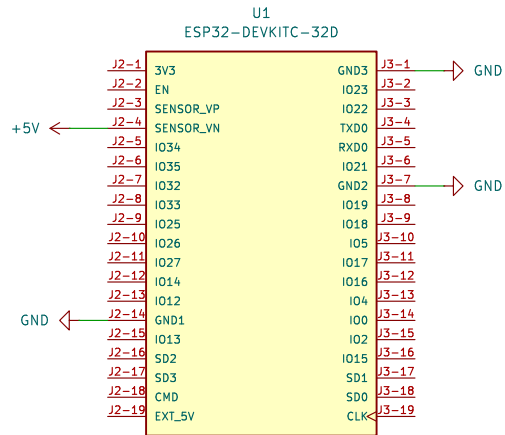 U1
ESP32-DEVKITC-32D
J2-1 3V3 GND3 J3-1 GND
J2-2 EN IO23 J3-2
J2-3 SENSOR_VP IO22 J3-3
+5V J2-4 SENSOR_VN TXD0 J3-4
J2-5 IO34 RXD0 J3-5
J2-6 IO35 IO21 J3-6
J2-7 IO32 GND2 J3-7 GND
J2-8 IO33 IO19 J3-8
J2-9 IO25 IO18 J3-9
J2-10 IO26 IO5 J3-10
J2-11 IO27 IO17 J3-11
J2-12 IO14 IO16 J3-12
J2-13 IO12 IO4 J3-13
GND J2-14 GND1 IO0 J3-14
J2-15 IO13 IO2 J3-15
J2-16 SD2 IO15 J3-16
J2-17 SD3 SD1 J3-17
J2-18 CMD SD0 J3-18
J2-19 EXT_5V CLK J3-19